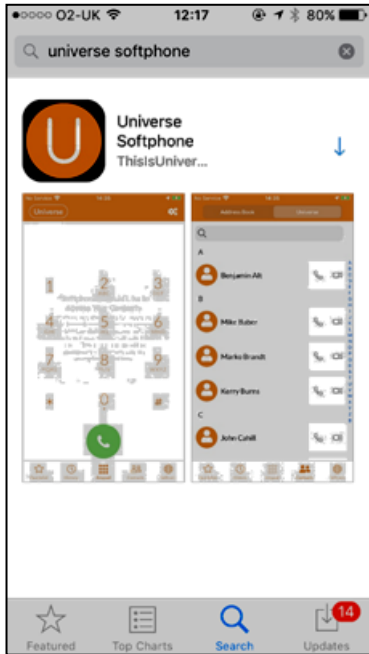 O2-UK 12:17 80%
universe softphone
U
Universe
Softphone
ThisIsUniver...
Universe
1 2 3
4 5 6
7 8 9
* 0 #
Address Book Universe
A
Benjamin Alt
B
Mike Baber
Marko Brandt
Kerry Burns
C
John Cahill
14
Featured Top Charts Search Updates